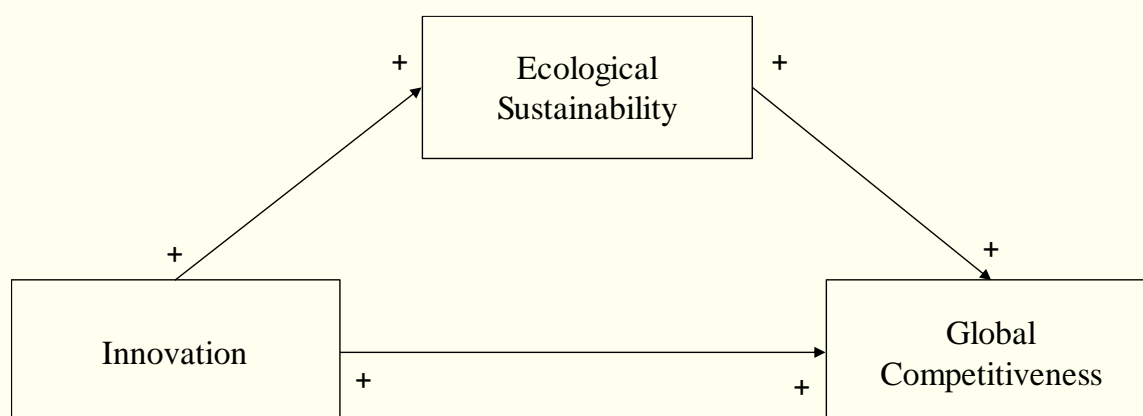 +
Ecological
Sustainability
+
+
+
Innovation
Global
Competitiveness
+
+